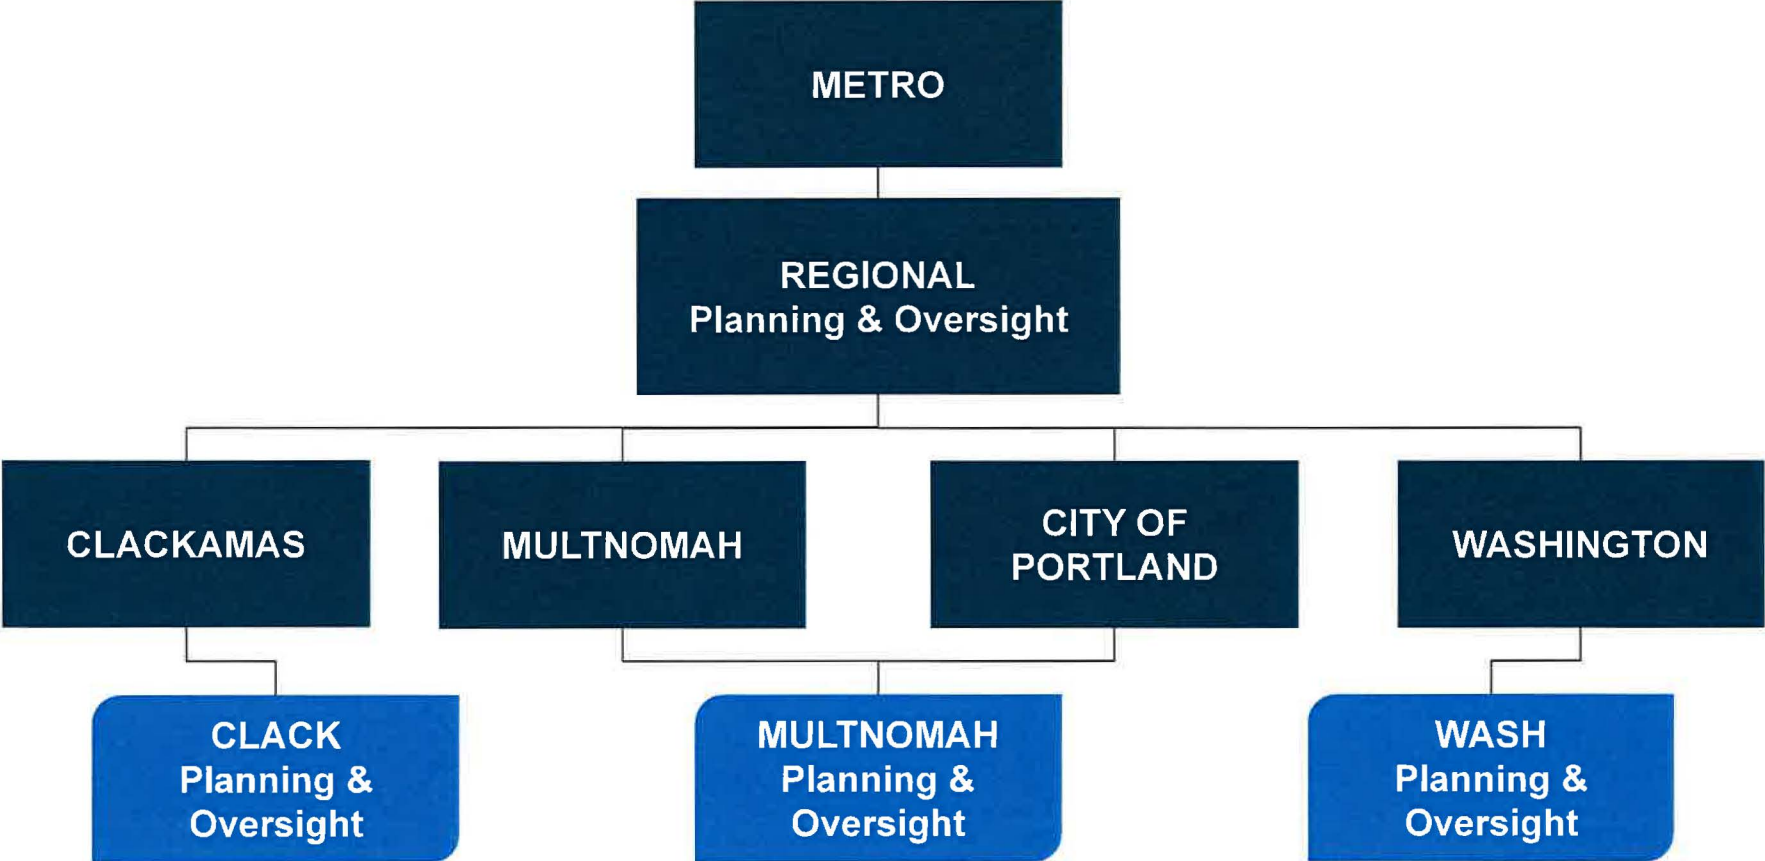 METRO
REGIONAL
Planning & Oversight
CLACKAMAS
MULTNOMAH
CITY OF
PORTLAND
WASHINGTON
CLACK
Planning &
Oversight
MULTNOMAH
Planning &
Oversight
WASH
Planning &
Oversight